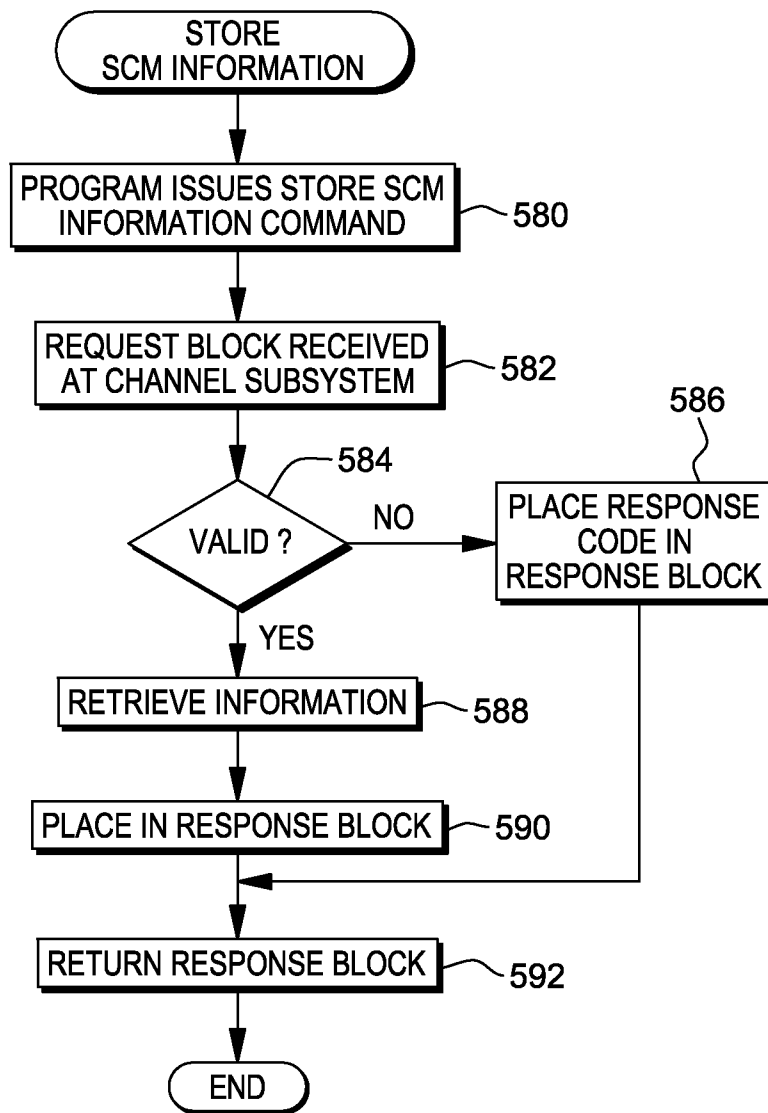 STORE
SCM INFORMATION
PROGRAM ISSUES STORE SCM
INFORMATION COMMAND
580
REQUEST BLOCK RECEIVED
AT CHANNEL SUBSYSTEM
582
584
VALID ?
NO
586
PLACE RESPONSE
CODE IN
RESPONSE BLOCK
YES
RETRIEVE INFORMATION
588
PLACE IN RESPONSE BLOCK
590
RETURN RESPONSE BLOCK
592
END